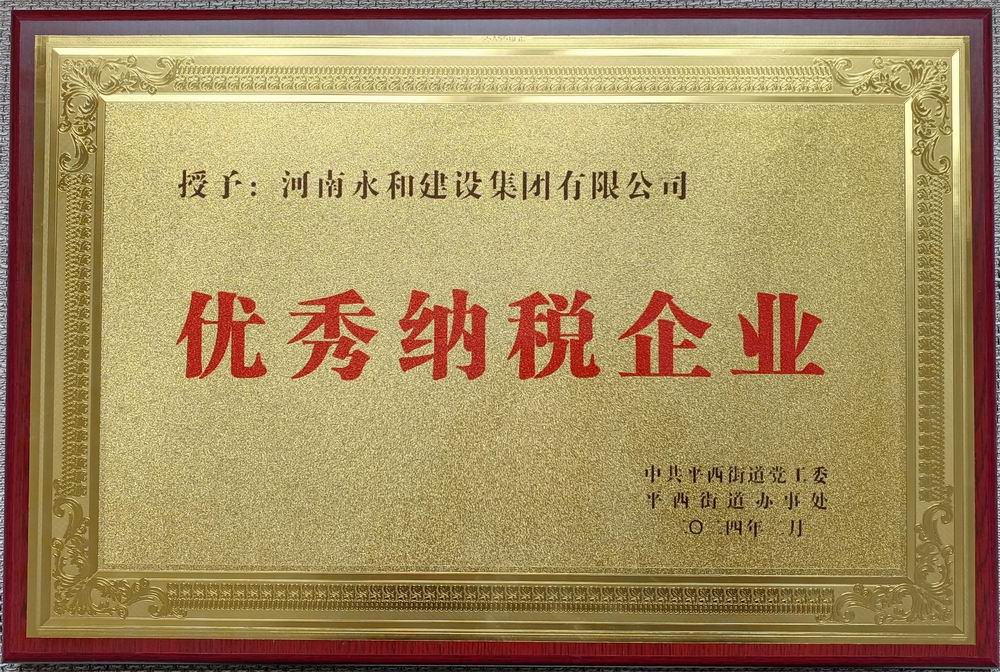 授予：河南永和建设集团有限公司
优秀纳税企业
中共平西街道党工委
平西街道办事处
二〇二四年二月